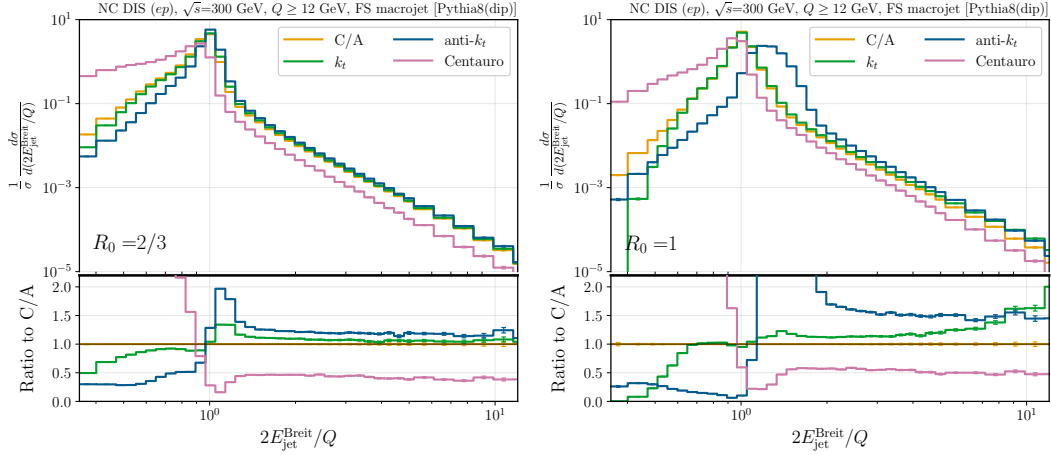 NC DIS (ep), √s=300 GeV, Q ≥ 12 GeV, FS macrojet [Pythia8(dip)]
C/A
k_t
anti-k_t
Centauro
10^1
10^−1
10^−3
10^−5
1/σ dσ/d(2E_jet^Breit/Q)
R_0 =2/3
2.0
1.5
1.0
0.5
0.0
Ratio to C/A
10^0
10^1
2E_jet^Breit/Q
NC DIS (ep), √s=300 GeV, Q ≥ 12 GeV, FS macrojet [Pythia8(dip)]
C/A
k_t
anti-k_t
Centauro
10^1
10^−1
10^−3
10^−5
1/σ dσ/d(2E_jet^Breit/Q)
R_0 =1
2.0
1.5
1.0
0.5
0.0
Ratio to C/A
10^0
10^1
2E_jet^Breit/Q